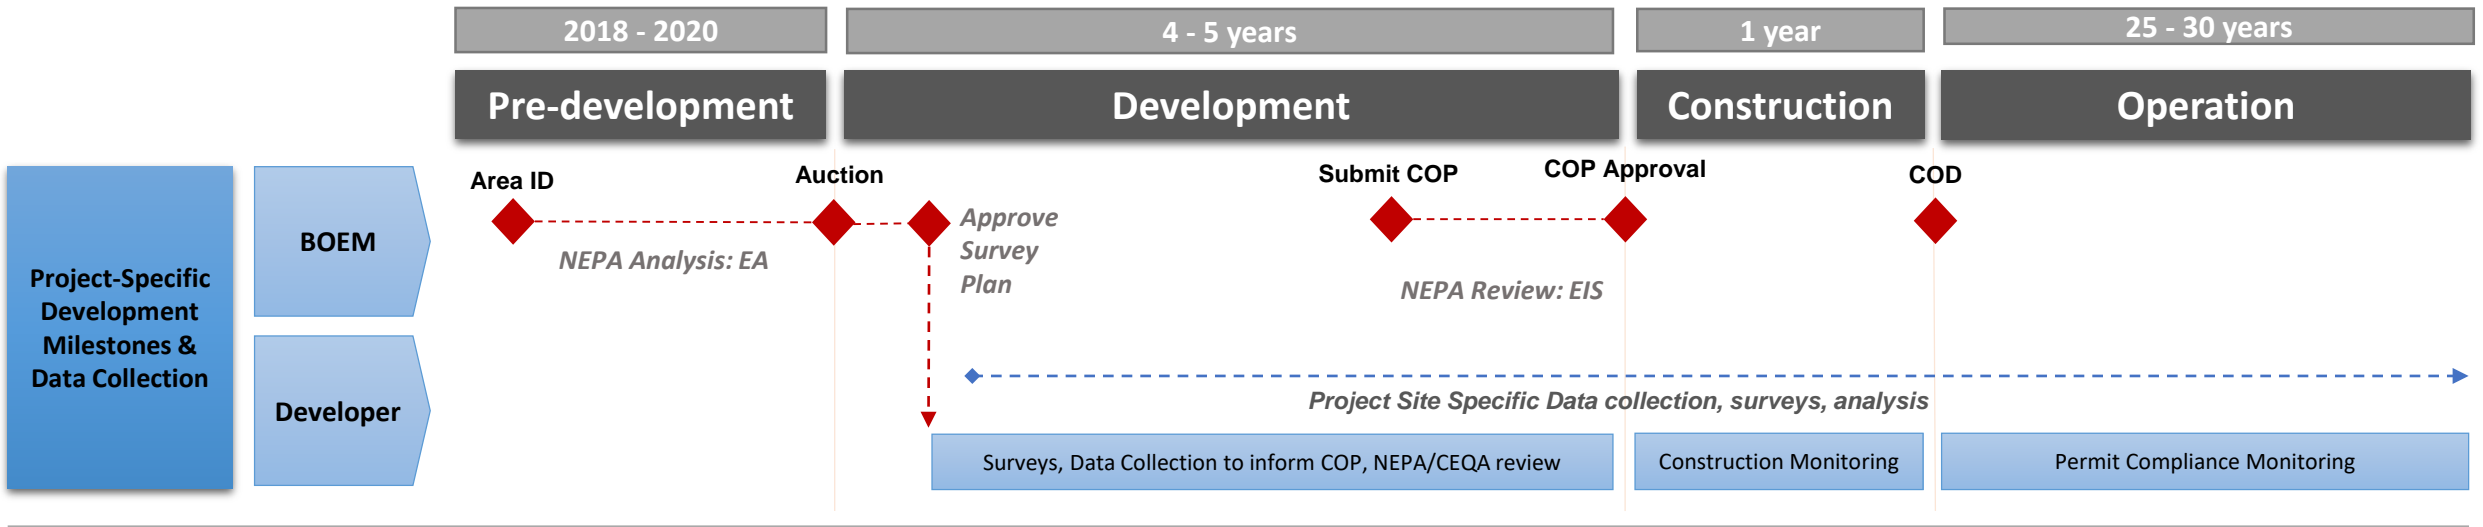 2018 - 2020
4 - 5 years
1 year
25 - 30 years
Pre-development
Development
Construction
Operation
Project-Specific
Development
Milestones &
Data Collection
BOEM
Area ID
Auction
Submit COP
COP Approval
COD
Approve
Survey
Plan
NEPA Analysis: EA
NEPA Review: EIS
Developer
Project Site Specific Data collection, surveys, analysis
Surveys, Data Collection to inform COP, NEPA/CEQA review
Construction Monitoring
Permit Compliance Monitoring